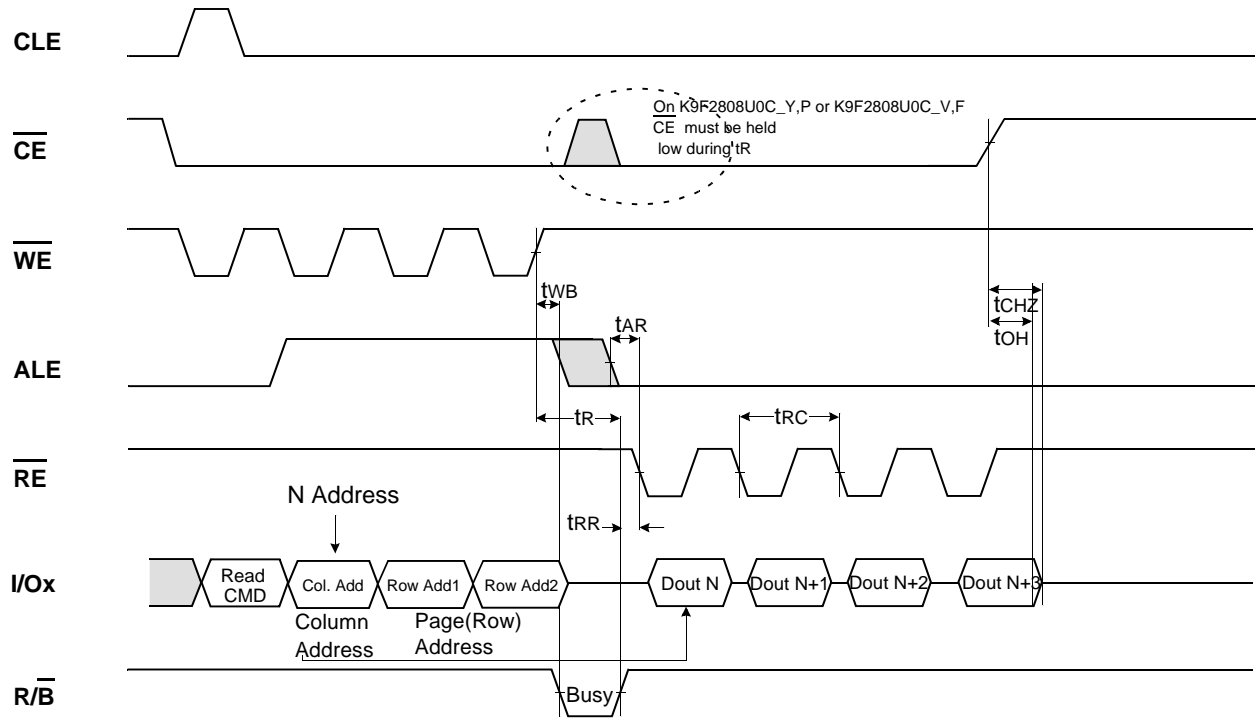 CLE
On K9F2808U0C_Y,P or K9F2808U0C_V,F
CE must be held
low during tR
CE
WE
tWB
tCHZ
tAR
tOH
ALE
tR
tRC
RE
N Address
tRR
I/Ox
Read
CMD
Col. Add
Row Add1
Row Add2
Dout N
Dout N+1
Dout N+2
Dout N+3
Column
Address
Page(Row)
Address
R/B
Busy